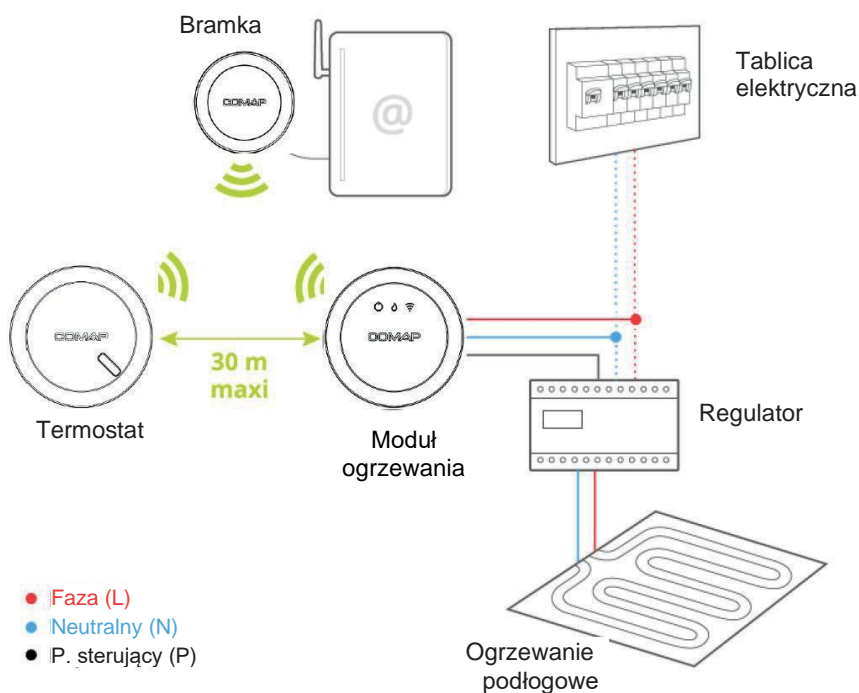 Bramka
COMAP
@
Tablica
elektryczna
COMAP
30 m
maxi
COMAP
Termostat
Moduł
ogrzewania
Regulator
Faza (L)
Neutralny (N)
P. sterujący (P)
Ogrzewanie
podłogowe